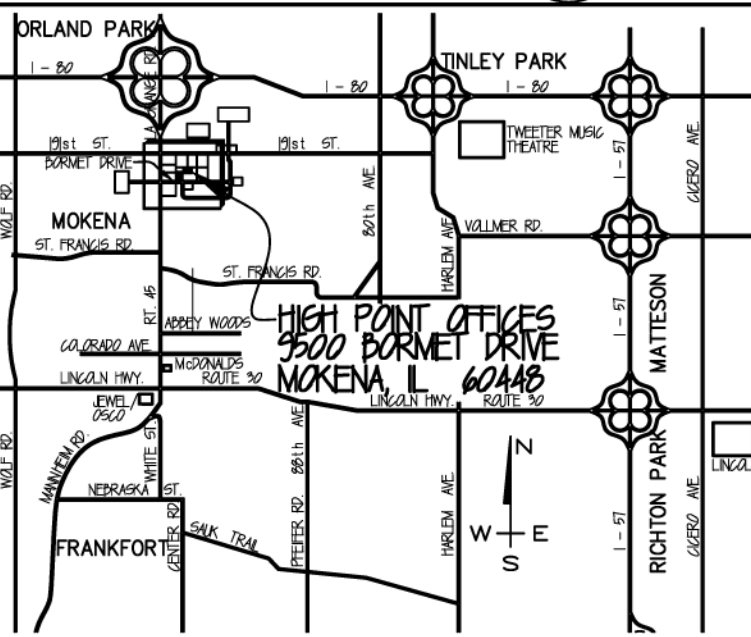 ORLAND PARK
TINLEY PARK
I - 80
I - 80
I - 80
LA GRANGE RD.
191st ST.
191st ST.
BORMET DRIVE
TWEETER MUSIC
THEATRE
I - 57
CICERO AVE.
WOLF RD.
MOKENA
80th AVE.
HARLEM AVE.
VOLLMER RD.
ST. FRANCIS RD.
ST. FRANCIS RD.
RT. 45
ABBEY WOODS
HIGH POINT OFFICES
9500 BORMET DRIVE
MOKENA, IL 60448
I - 57
MATTESON
COLORADO AVE.
McDONALDS
LINCOLN HWY.
ROUTE 30
LINCOLN HWY.
ROUTE 30
JEWEL/
OSCO
WOLF RD.
MANNHEIM RD.
WHITE ST.
PFEIFER RD. 88th AVE.
HARLEM AVE.
N
W
E
S
I - 57
RICHTON PARK
CICERO AVE.
NEBRASKA ST.
FRANKFORT
CENTER RD.
SAUK TRAIL